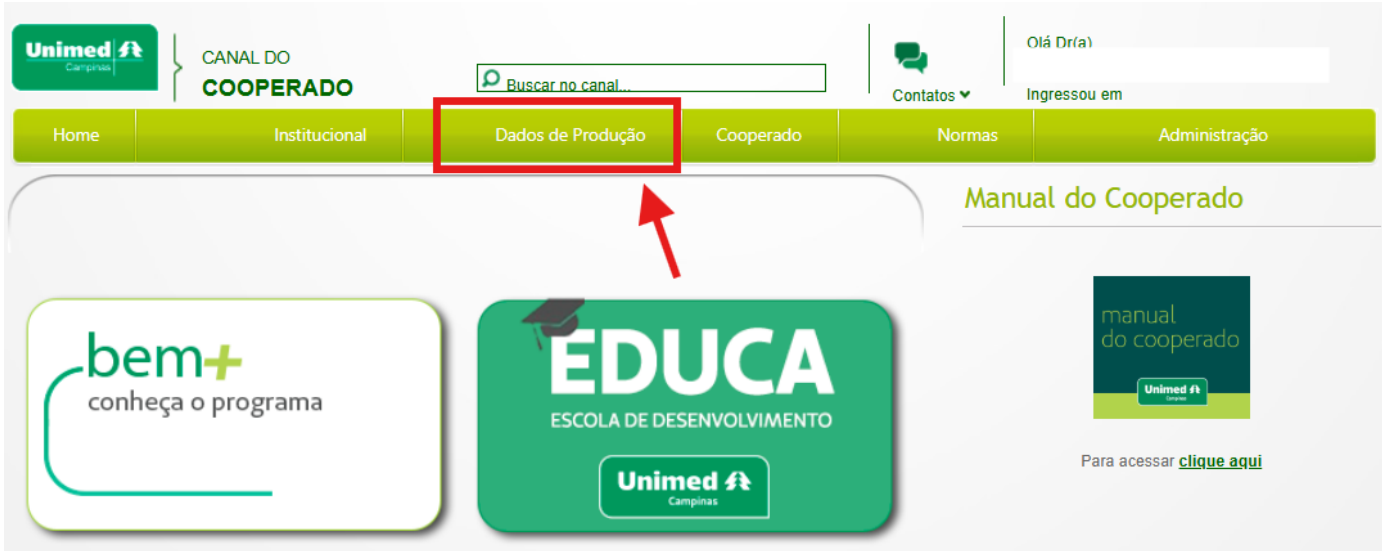 Unimed
Campinas
CANAL DO
COOPERADO
Buscar no canal...
Contatos
Olá Dr(a)
Ingressou em
Home
Institucional
Dados de Produção
Cooperado
Normas
Administração
Manual do Cooperado
bem+
conheça o programa
EDUCA
ESCOLA DE DESENVOLVIMENTO
Unimed
Campinas
manual
do cooperado
Unimed
Campinas
Para acessar clique aqui